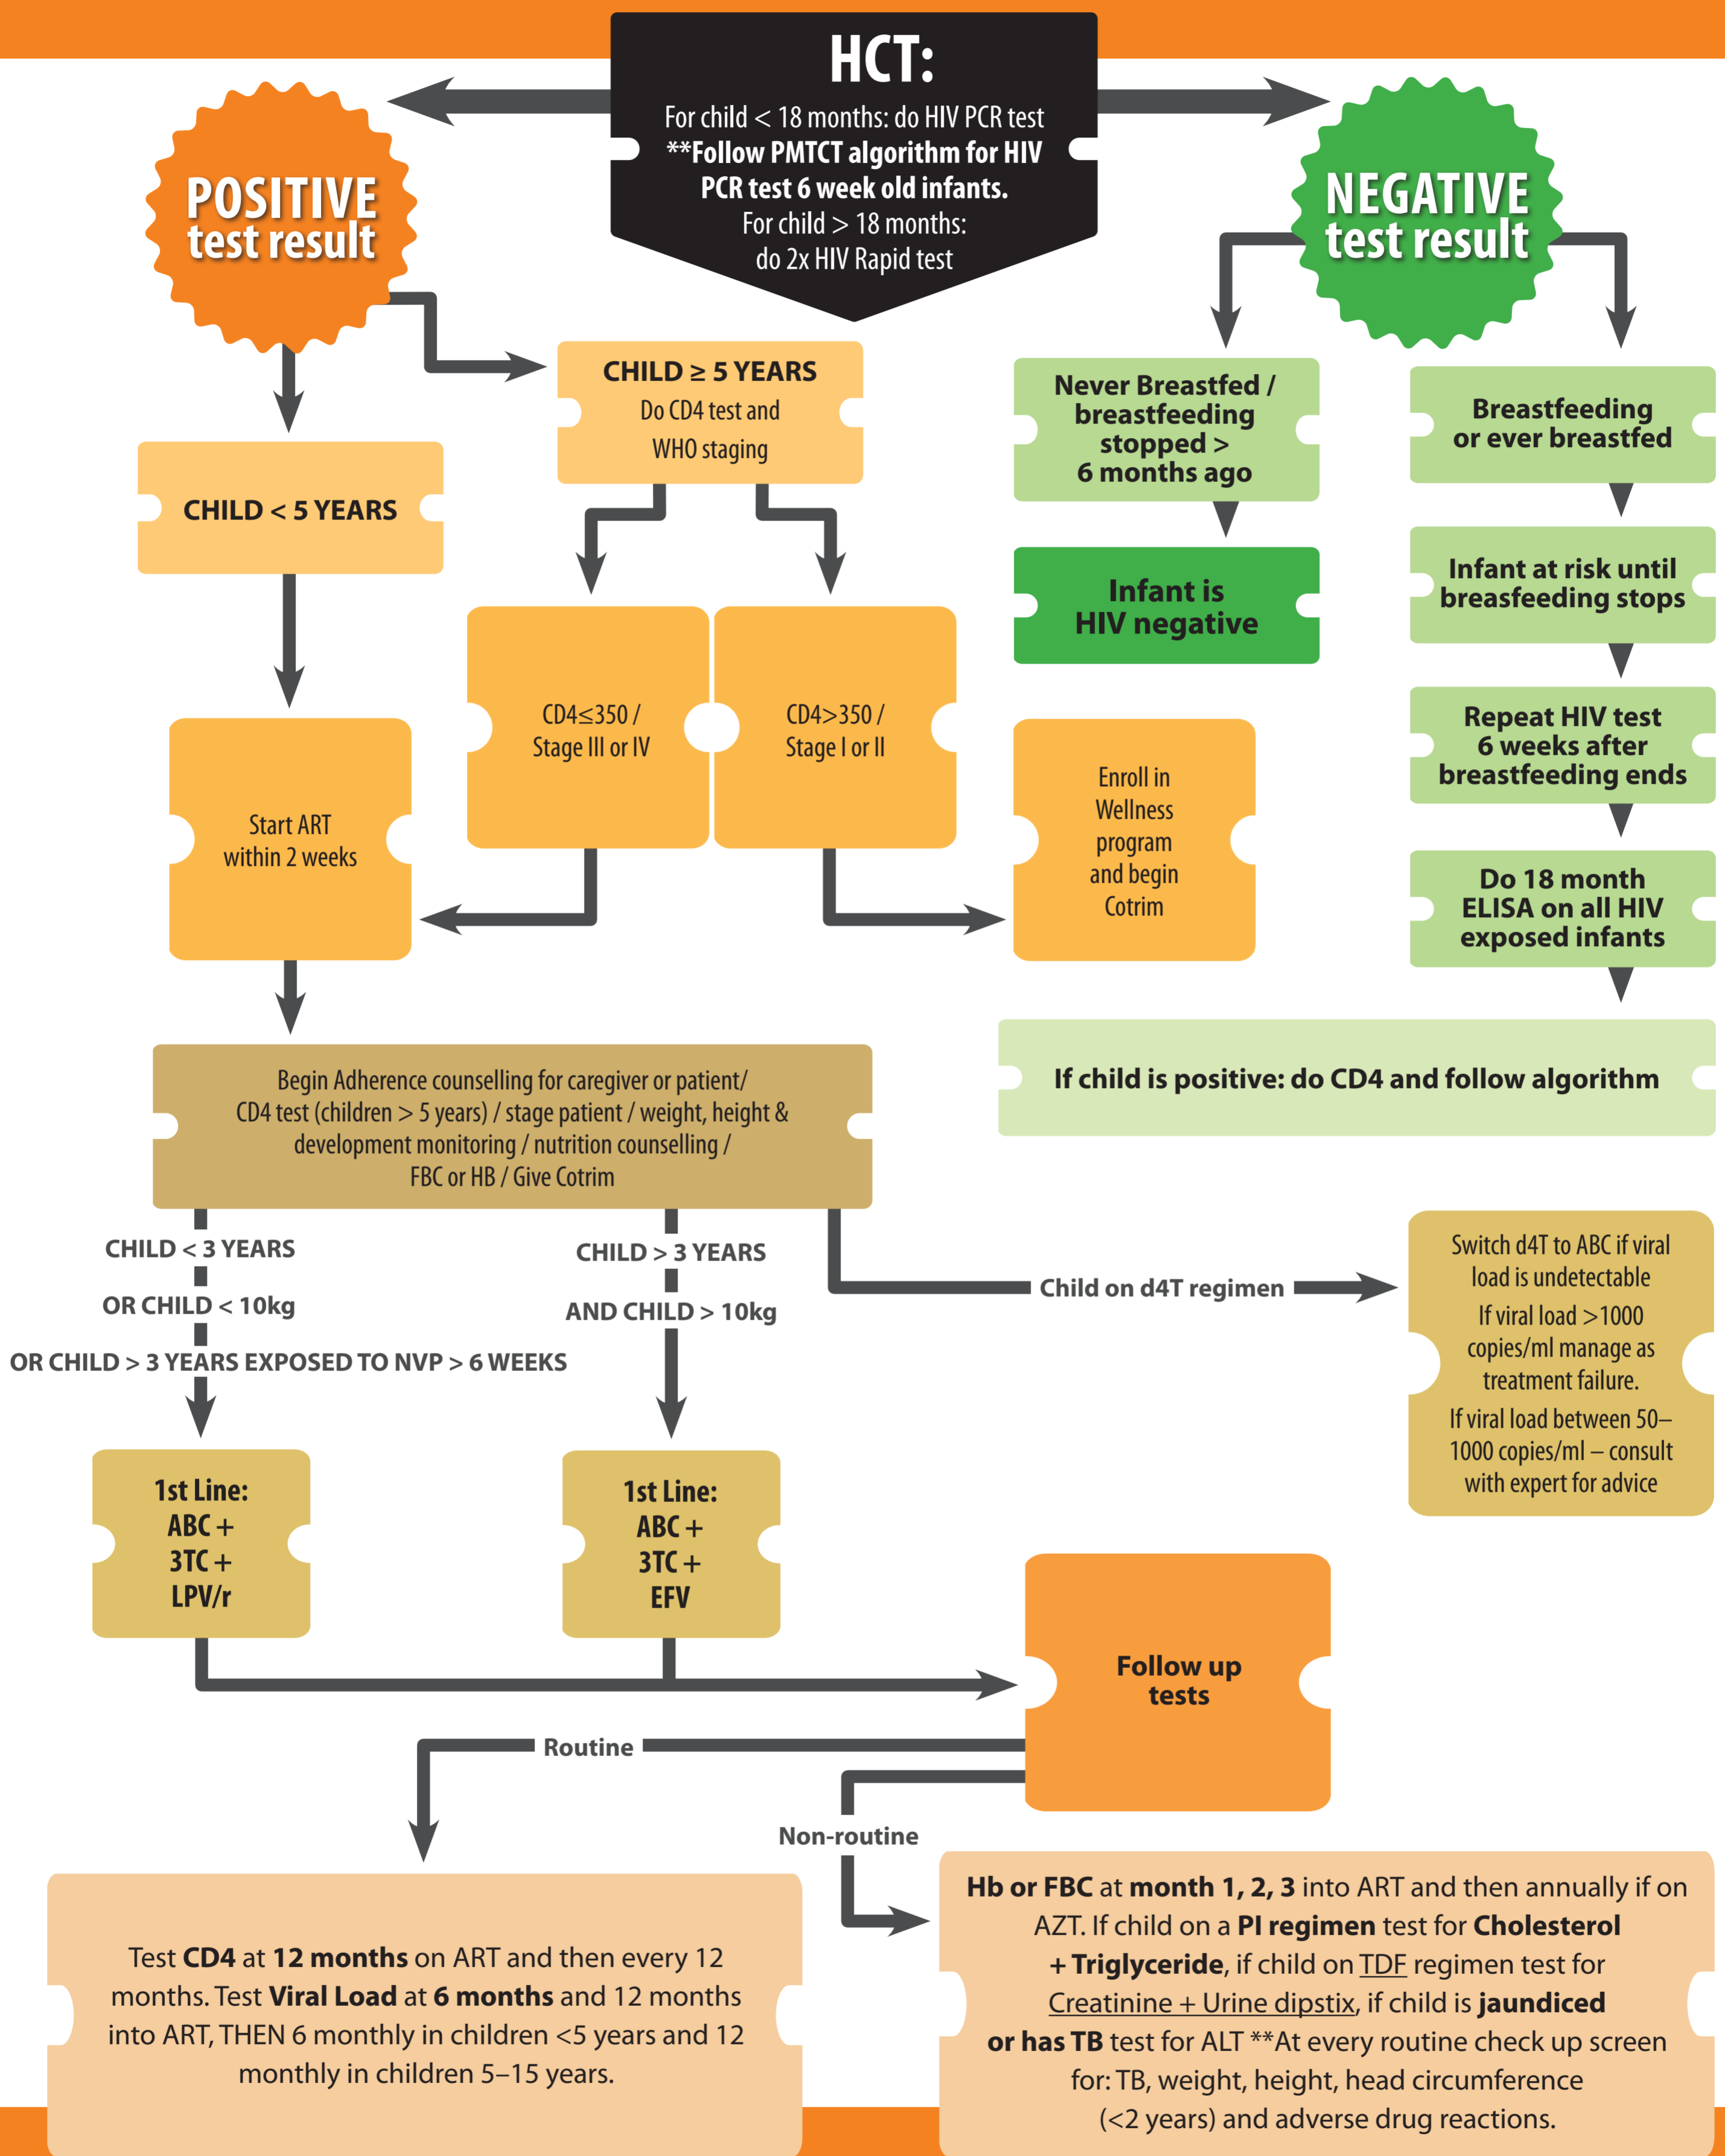 HCT:
For child < 18 months: do HIV PCR test
**Follow PMTCT algorithm for HIV
PCR test 6 week old infants.
For child > 18 months:
do 2x HIV Rapid test
POSITIVE
test result
NEGATIVE
test result
CHILD ≥ 5 YEARS
Do CD4 test and
WHO staging
CHILD < 5 YEARS
Never Breastfed /
breastfeeding
stopped >
6 months ago
Breastfeeding
or ever breastfed
Infant is
HIV negative
Infant at risk until
breasfeeding stops
CD4≤350 /
Stage III or IV
CD4>350 /
Stage I or II
Repeat HIV test
6 weeks after
breastfeeding ends
Start ART
within 2 weeks
Enroll in
Wellness
program
and begin
Cotrim
Do 18 month
ELISA on all HIV
exposed infants
If child is positive: do CD4 and follow algorithm
Begin Adherence counselling for caregiver or patient/
CD4 test (children > 5 years) / stage patient / weight, height &
development monitoring / nutrition counselling /
FBC or HB / Give Cotrim
CHILD < 3 YEARS
OR CHILD < 10kg
OR CHILD > 3 YEARS EXPOSED TO NVP > 6 WEEKS
CHILD > 3 YEARS
AND CHILD > 10kg
Child on d4T regimen
Switch d4T to ABC if viral
load is undetectable
If viral load >1000
copies/ml manage as
treatment failure.
If viral load between 50–
1000 copies/ml – consult
with expert for advice
1st Line:
ABC +
3TC +
LPV/r
1st Line:
ABC +
3TC +
EFV
Follow up
tests
Routine
Non-routine
Test CD4 at 12 months on ART and then every 12
months. Test Viral Load at 6 months and 12 months
into ART, THEN 6 monthly in children <5 years and 12
monthly in children 5–15 years.
Hb or FBC at month 1, 2, 3 into ART and then annually if on
AZT. If child on a PI regimen test for Cholesterol
+ Triglyceride, if child on TDF regimen test for
Creatinine + Urine dipstix, if child is jaundiced
or has TB test for ALT **At every routine check up screen
for: TB, weight, height, head circumference
(<2 years) and adverse drug reactions.